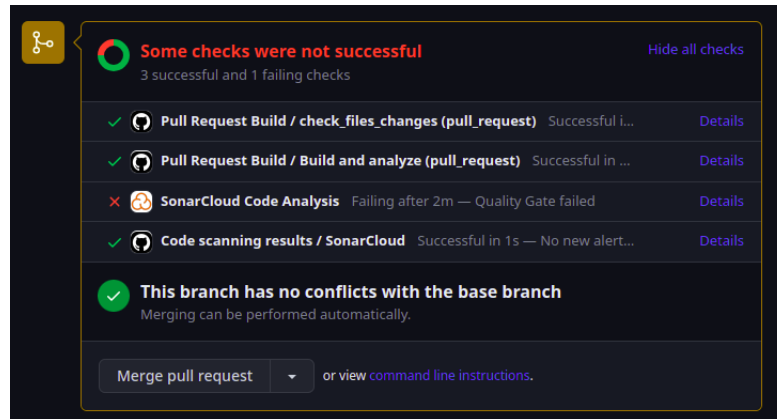 Some checks were not successful
Hide all checks
3 successful and 1 failing checks
Pull Request Build / check_files_changes (pull_request) Successful i... Details
Pull Request Build / Build and analyze (pull_request) Successful in ... Details
SonarCloud Code Analysis Failing after 2m — Quality Gate failed Details
Code scanning results / SonarCloud Successful in 1s — No new alert... Details
This branch has no conflicts with the base branch
Merging can be performed automatically.
Merge pull request or view command line instructions.